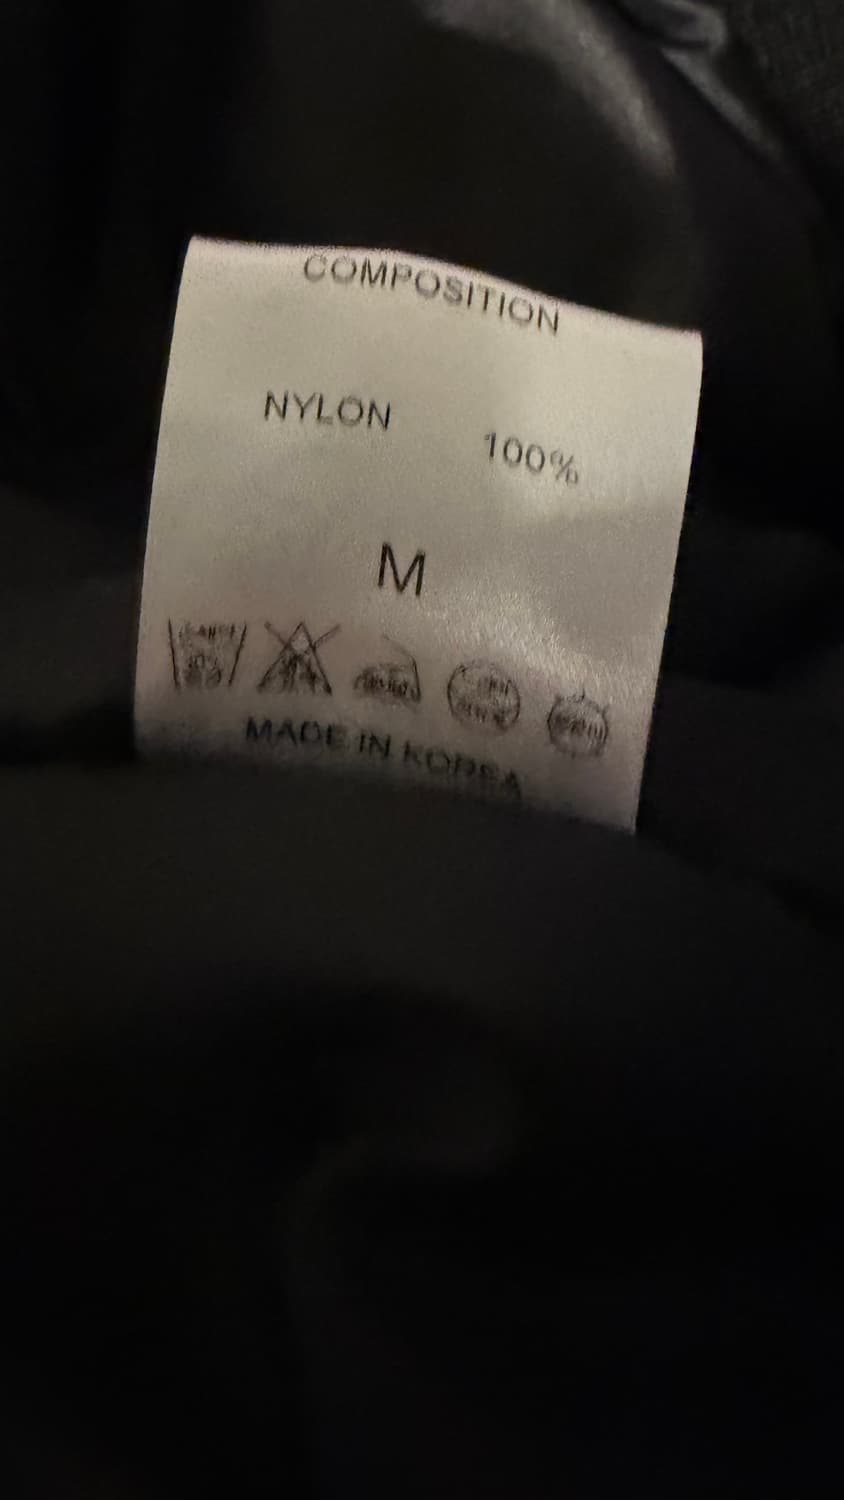 COMPOSITION
NYLON
100%
M
MADE IN KOREA